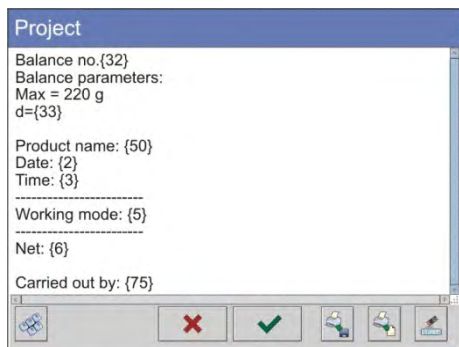 Project
Balance no.{32}
Balance parameters:
Max = 220 g
d={33}
Product name: {50}
Date: {2}
Time: {3}
------------------------
Working mode: {5}
------------------------
Net: {6}
Carried out by: {75}